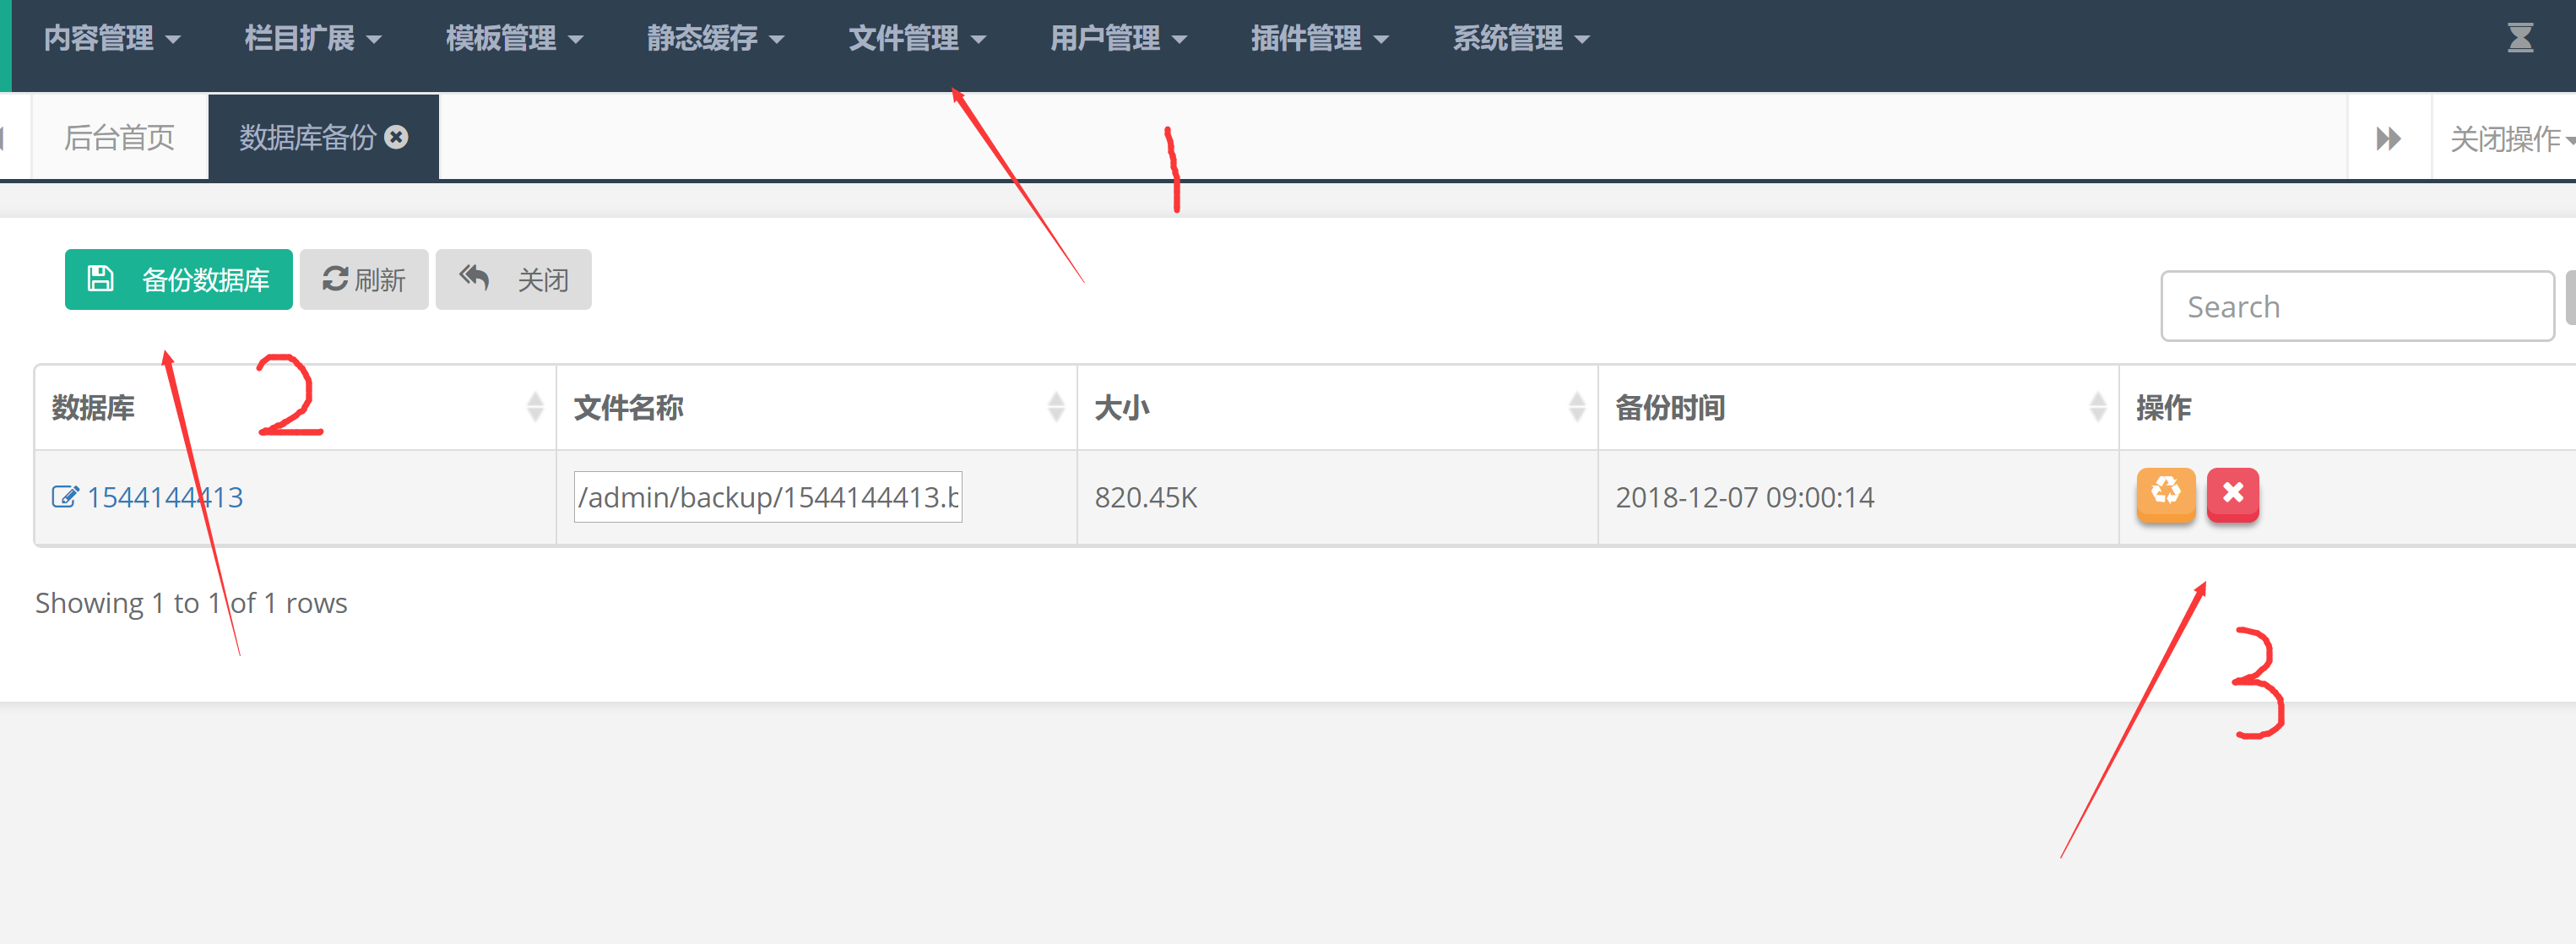 内容管理 栏目扩展 模板管理 静态缓存 文件管理 用户管理 插件管理 系统管理
后台首页 数据库备份 关闭操作
1
备份数据库 刷新 关闭
Search
2
数据库 文件名称 大小 备份时间 操作
1544144413 /admin/backup/1544144413.b 820.45K 2018-12-07 09:00:14
Showing 1 to 1 of 1 rows
3